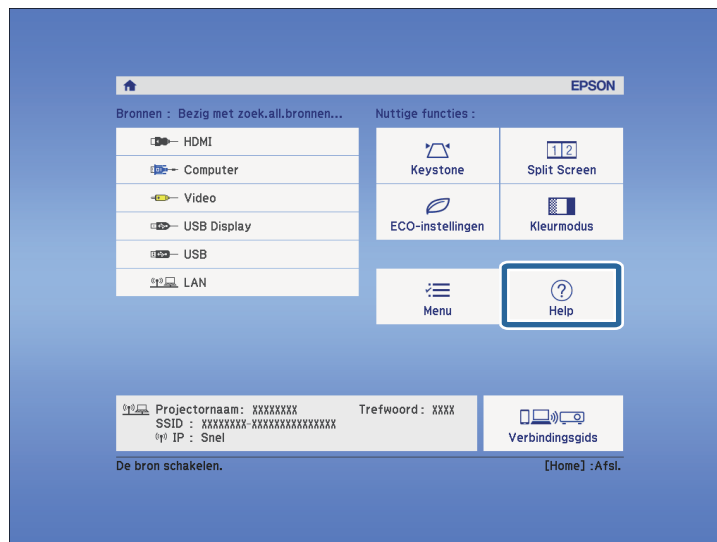 EPSON
Bronnen : Bezig met zoek.all.bronnen...
Nuttige functies :
HDMI
Computer
Video
USB Display
USB
LAN
Keystone
1 2
Split Screen
ECO-instellingen
Kleurmodus
Menu
?
Help
Projectornaam: XXXXXXXX
Trefwoord: XXXX
SSID : XXXXXXXX-XXXXXXXXXXXXXXX
IP : Snel
Verbindingsgids
De bron schakelen.
[Home] :Afsl.